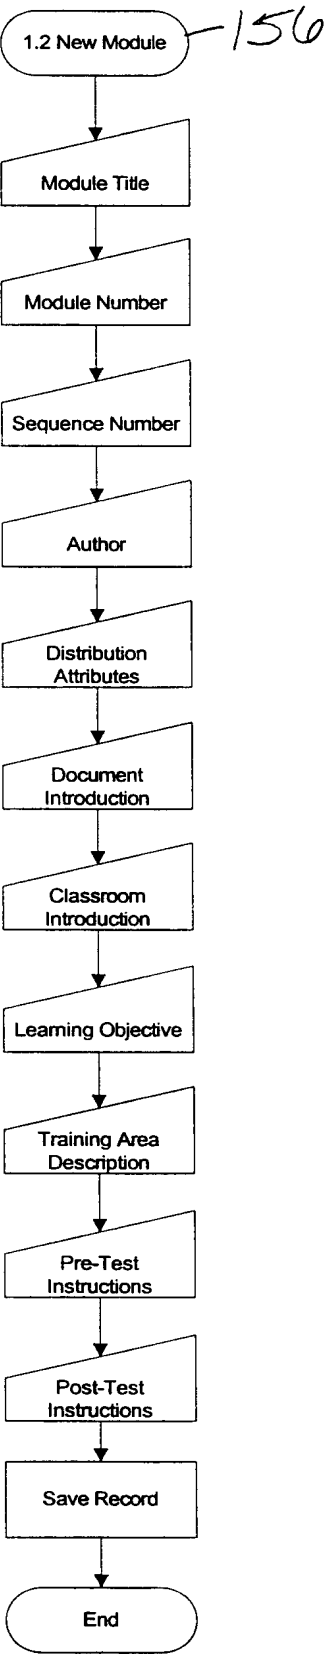 1.2 New Module
156
Module Title
Module Number
Sequence Number
Author
Distribution
Attributes
Document
Introduction
Classroom
Introduction
Learning Objective
Training Area
Description
Pre-Test
Instructions
Post-Test
Instructions
Save Record
End